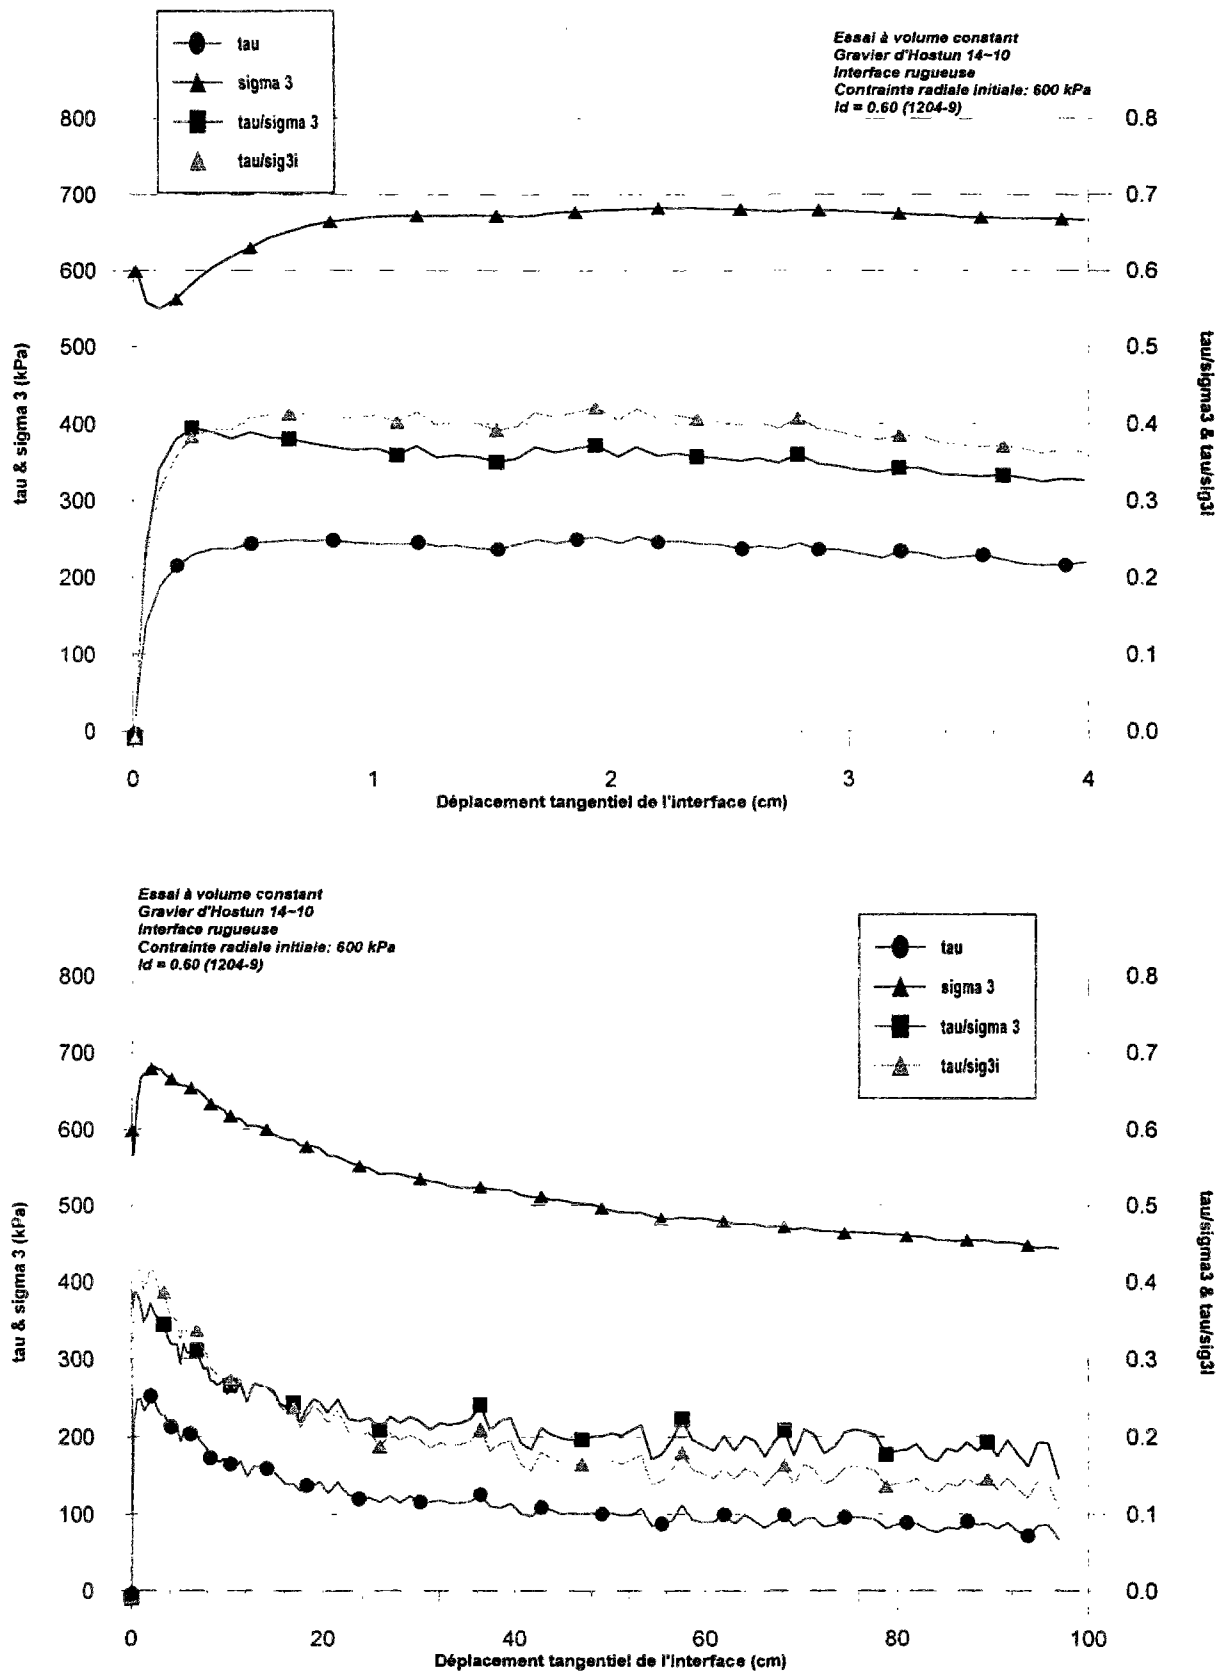 tau
sigma 3
tau/sigma 3
tau/sig3i
Essai à volume constant
Gravier d'Hostun 14~10
Interface rugueuse
Contrainte radiale initiale: 600 kPa
Id = 0.60 (1204-9)
800
700
600
500
400
300
200
100
0
tau & sigma 3 (kPa)
0.8
0.7
0.6
0.5
0.4
0.3
0.2
0.1
0.0
tau/sigma3 & tau/sig3i
0 1 2 3 4
Déplacement tangentiel de l'interface (cm)
Essai à volume constant
Gravier d'Hostun 14~10
Interface rugueuse
Contrainte radiale initiale: 600 kPa
Id = 0.60 (1204-9)
tau
sigma 3
tau/sigma 3
tau/sig3i
800
700
600
500
400
300
200
100
0
tau & sigma 3 (kPa)
0.8
0.7
0.6
0.5
0.4
0.3
0.2
0.1
0.0
tau/sigma3 & tau/sig3i
0 20 40 60 80 100
Déplacement tangentiel de l'interface (cm)